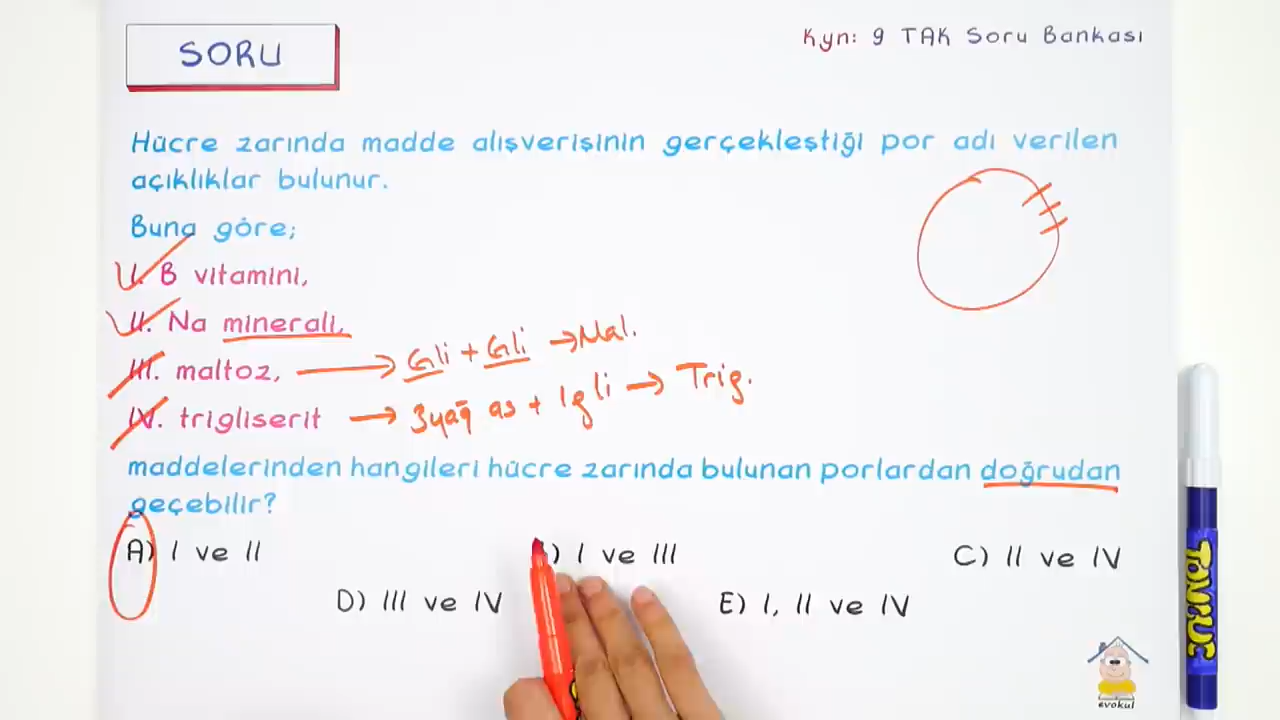 SORU
Kyn: 9 TAK Soru Bankası
Hücre zarında madde alışverişinin gerçekleştiği por adı verilen
açıklıklar bulunur.
Buna göre;
I. B vitamini,
II. Na minerali,
III. maltoz, → Gli + Gli → Mal.
IV. trigliserit → 3yağ as + 1gli → Trig.
maddelerinden hangileri hücre zarında bulunan porlardan doğrudan
geçebilir?
A) I ve II
) I ve III
C) II ve IV
D) III ve IV
E) I, II ve IV
evokul